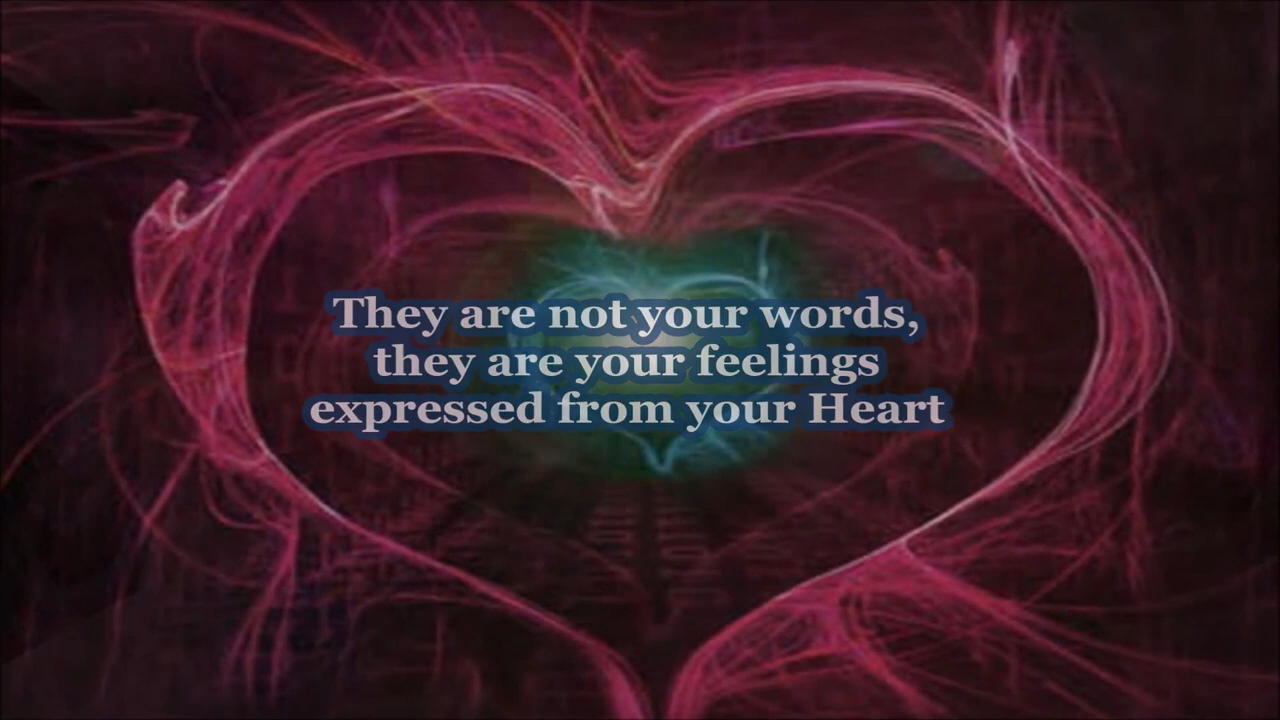 They are not your words,
they are your feelings
expressed from your Heart